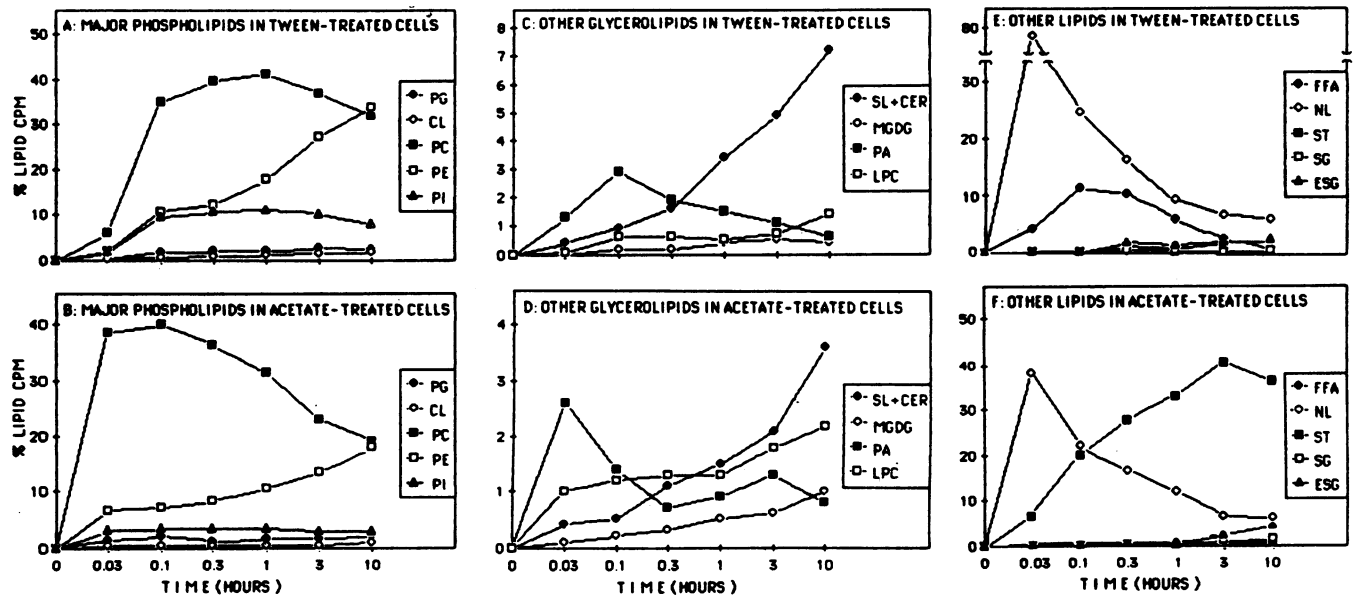 A: MAJOR PHOSPHOLIPIDS IN TWEEN-TREATED CELLS
% LIPID CPM
50
40
30
20
10
0
PG
CL
PC
PE
PI
C: OTHER GLYCEROLIPIDS IN TWEEN-TREATED CELLS
8
7
6
5
4
3
2
1
0
SL+CER
MGDG
PA
LPC
E: OTHER LIPIDS IN TWEEN-TREATED CELLS
80
30
20
10
0
FFA
NL
ST
SG
ESG
B: MAJOR PHOSPHOLIPIDS IN ACETATE-TREATED CELLS
% LIPID CPM
40
30
20
10
0
PG
CL
PC
PE
PI
0 0.03 0.1 0.3 1 3 10
TIME (HOURS)
D: OTHER GLYCEROLIPIDS IN ACETATE-TREATED CELLS
4
3
2
1
0
SL+CER
MGDG
PA
LPC
0 0.03 0.1 0.3 1 3 10
TIME (HOURS)
F: OTHER LIPIDS IN ACETATE-TREATED CELLS
50
40
30
20
10
0
FFA
NL
ST
SG
ESG
0 0.03 0.1 0.3 1 3 10
TIME (HOURS)